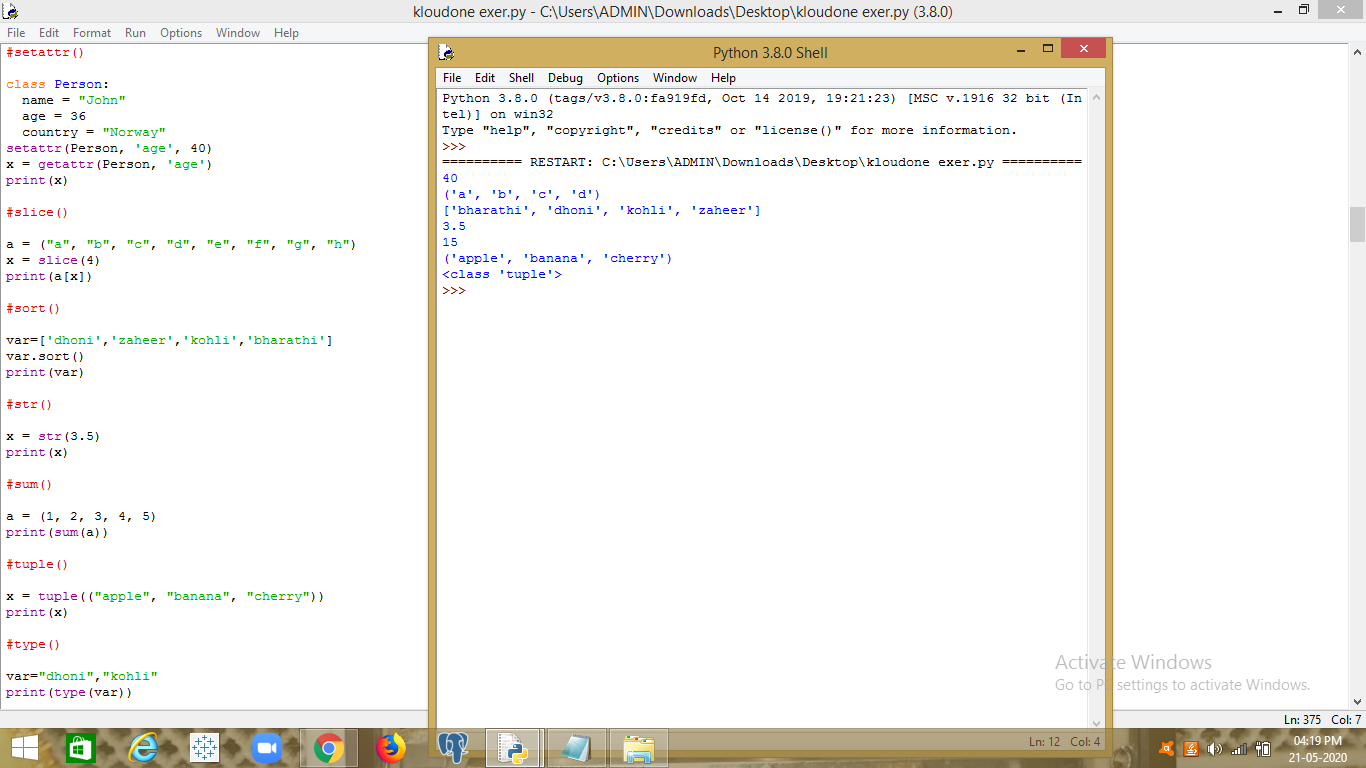 kloudone exer.py - C:\Users\ADMIN\Downloads\Desktop\kloudone exer.py (3.8.0)
File Edit Format Run Options Window Help
#setattr()
class Person:
  name = "John"
  age = 36
  country = "Norway"
setattr(Person, 'age', 40)
x = getattr(Person, 'age')
print(x)
#slice()
a = ("a", "b", "c", "d", "e", "f", "g", "h")
x = slice(4)
print(a[x])
#sort()
var=['dhoni','zaheer','kohli','bharathi']
var.sort()
print(var)
#str()
x = str(3.5)
print(x)
#sum()
a = (1, 2, 3, 4, 5)
print(sum(a))
#tuple()
x = tuple(("apple", "banana", "cherry"))
print(x)
#type()
var="dhoni","kohli"
print(type(var))
Python 3.8.0 Shell
File Edit Shell Debug Options Window Help
Python 3.8.0 (tags/v3.8.0:fa919fd, Oct 14 2019, 19:21:23) [MSC v.1916 32 bit (In
tel)] on win32
Type "help", "copyright", "credits" or "license()" for more information.
>>>
========== RESTART: C:\Users\ADMIN\Downloads\Desktop\kloudone exer.py ==========
40
('a', 'b', 'c', 'd')
['bharathi', 'dhoni', 'kohli', 'zaheer']
3.5
15
('apple', 'banana', 'cherry')
<class 'tuple'>
>>>
Ln: 12 Col: 4
Activate Windows
Go to PC settings to activate Windows.
Ln: 375 Col: 7
04:19 PM
21-05-2020